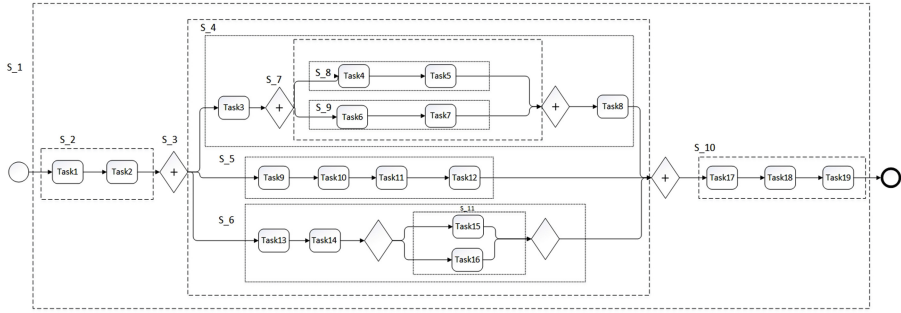 S_1
S_2
Task1
Task2
S_3
+
S_4
Task3
S_7
+
S_8
Task4
Task5
S_9
Task6
Task7
+
Task8
S_5
Task9
Task10
Task11
Task12
S_6
Task13
Task14
S_11
Task15
Task16
+
S_10
Task17
Task18
Task19